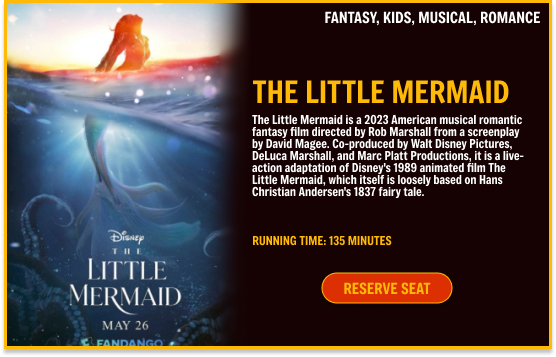 FANTASY, KIDS, MUSICAL, ROMANCE
THE LITTLE MERMAID
The Little Mermaid is a 2023 American musical romantic
fantasy film directed by Rob Marshall from a screenplay
by David Magee. Co-produced by Walt Disney Pictures,
DeLuca Marshall, and Marc Platt Productions, it is a live-
action adaptation of Disney's 1989 animated film The
Little Mermaid, which itself is loosely based on Hans
Christian Andersen's 1837 fairy tale.
RUNNING TIME: 135 MINUTES
RESERVE SEAT
Disney
THE
LITTLE
MERMAID
MAY 26
FANDANGO